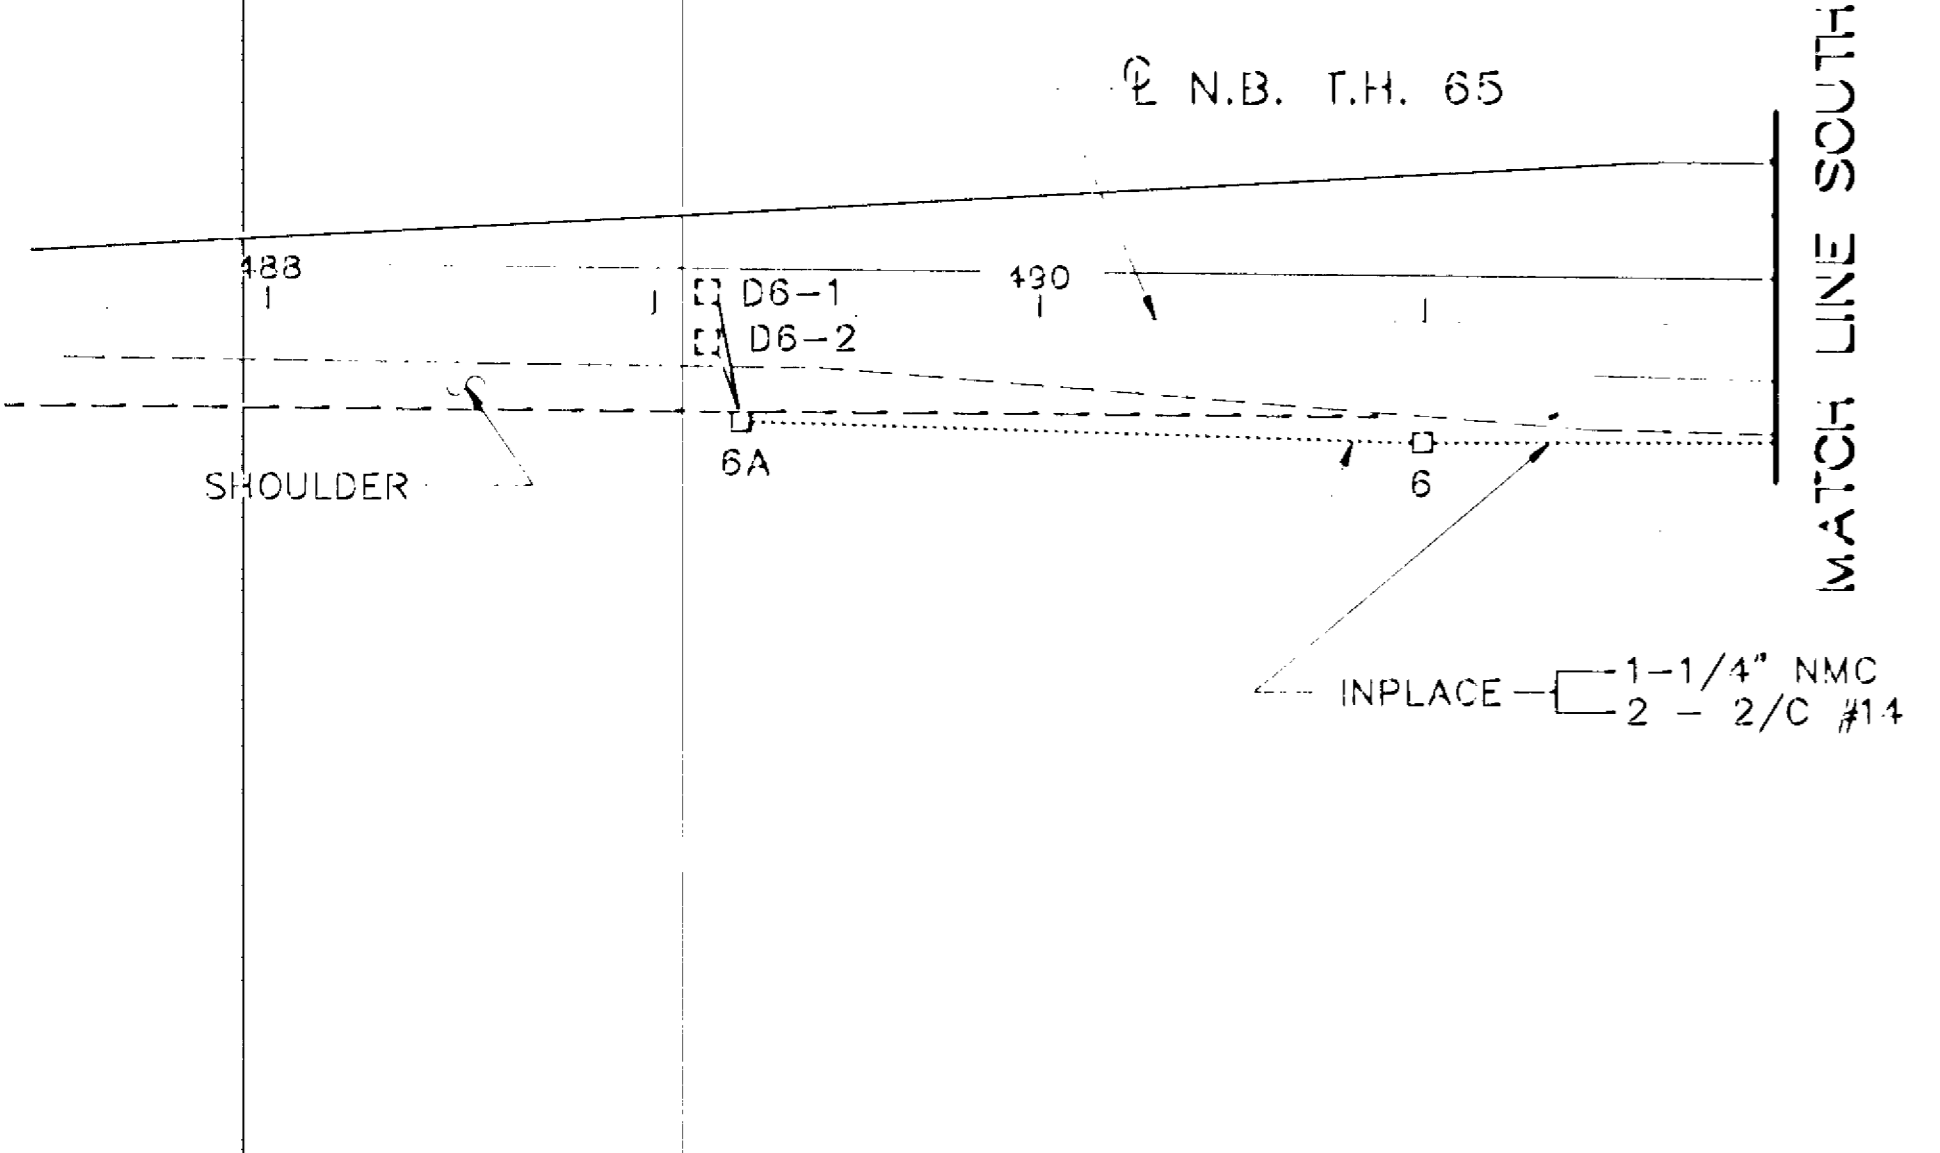 ℄ N.B. T.H. 65
MATCH LINE SOUTH
488
490
D6-1
D6-2
6A
6
SHOULDER
INPLACE
1-1/4" NMC
2 - 2/C #14